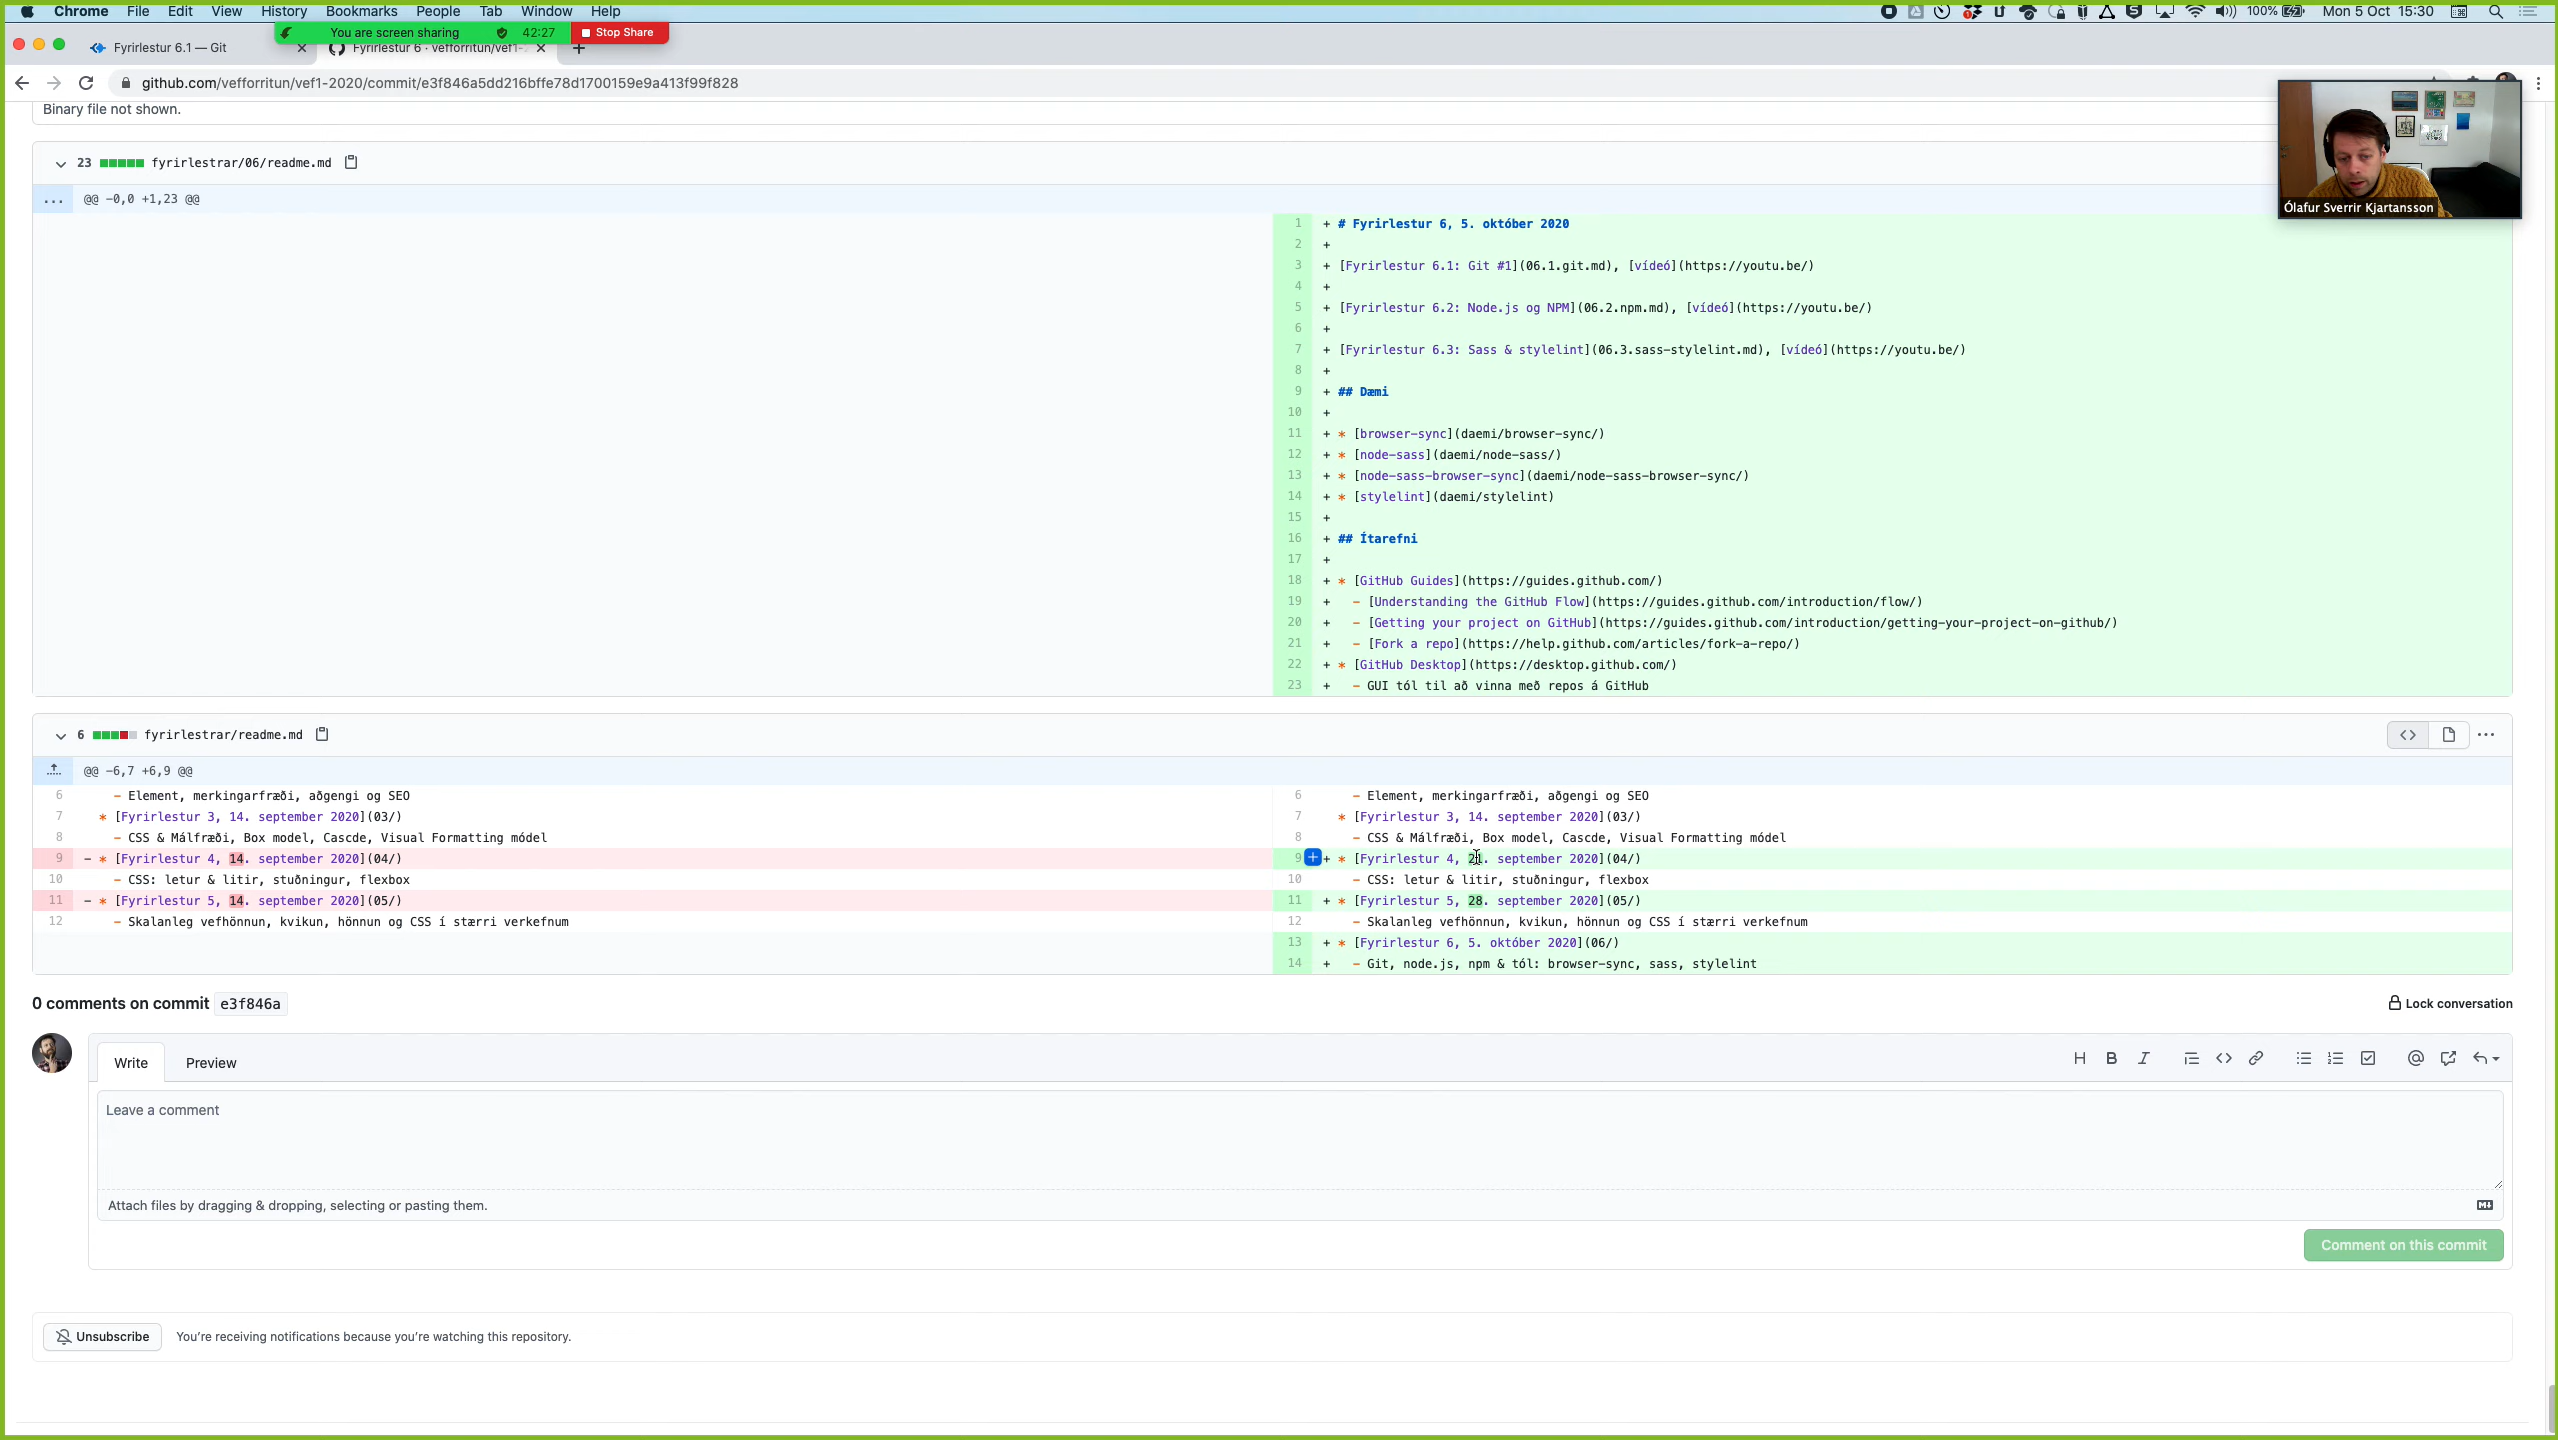 Chrome File Edit View History Bookmarks People Tab Window Help
100% Mon 5 Oct 15:30
You are screen sharing 42:27 Stop Share
Fyrirlestur 6.1 — Git
Fyrirlestur 6 · vefforritun/vef1-
github.com/vefforritun/vef1-2020/commit/e3f846a5dd216bffe78d1700159e9a413f99f828
Binary file not shown.
Ólafur Sverrir Kjartansson
23 fyrirlestrar/06/readme.md
... @@ -0,0 +1,23 @@
1 + # Fyrirlestur 6, 5. október 2020
2 +
3 + [Fyrirlestur 6.1: Git #1](06.1.git.md), [vídeó](https://youtu.be/)
4 +
5 + [Fyrirlestur 6.2: Node.js og NPM](06.2.npm.md), [vídeó](https://youtu.be/)
6 +
7 + [Fyrirlestur 6.3: Sass & stylelint](06.3.sass-stylelint.md), [vídeó](https://youtu.be/)
8 +
9 + ## Dæmi
10 +
11 + * [browser-sync](daemi/browser-sync/)
12 + * [node-sass](daemi/node-sass/)
13 + * [node-sass-browser-sync](daemi/node-sass-browser-sync/)
14 + * [stylelint](daemi/stylelint)
15 +
16 + ## Ítarefni
17 +
18 + * [GitHub Guides](https://guides.github.com/)
19 + - [Understanding the GitHub Flow](https://guides.github.com/introduction/flow/)
20 + - [Getting your project on GitHub](https://guides.github.com/introduction/getting-your-project-on-github/)
21 + - [Fork a repo](https://help.github.com/articles/fork-a-repo/)
22 + * [GitHub Desktop](https://desktop.github.com/)
23 + - GUI tól til að vinna með repos á GitHub
6 fyrirlestrar/readme.md
@@ -6,7 +6,9 @@
6 - Element, merkingarfræði, aðgengi og SEO
7 * [Fyrirlestur 3, 14. september 2020](03/)
8 - CSS & Málfræði, Box model, Cascde, Visual Formatting módel
9 - * [Fyrirlestur 4, 14. september 2020](04/)
10 - CSS: letur & litir, stuðningur, flexbox
11 - * [Fyrirlestur 5, 14. september 2020](05/)
12 - Skalanleg vefhönnun, kvikun, hönnun og CSS í stærri verkefnum
6 - Element, merkingarfræði, aðgengi og SEO
7 * [Fyrirlestur 3, 14. september 2020](03/)
8 - CSS & Málfræði, Box model, Cascde, Visual Formatting módel
9 + * [Fyrirlestur 4, 21. september 2020](04/)
10 - CSS: letur & litir, stuðningur, flexbox
11 + * [Fyrirlestur 5, 28. september 2020](05/)
12 - Skalanleg vefhönnun, kvikun, hönnun og CSS í stærri verkefnum
13 + * [Fyrirlestur 6, 5. október 2020](06/)
14 + - Git, node.js, npm & tól: browser-sync, sass, stylelint
0 comments on commit e3f846a
Lock conversation
Write Preview
Leave a comment
Attach files by dragging & dropping, selecting or pasting them.
Comment on this commit
Unsubscribe You're receiving notifications because you're watching this repository.